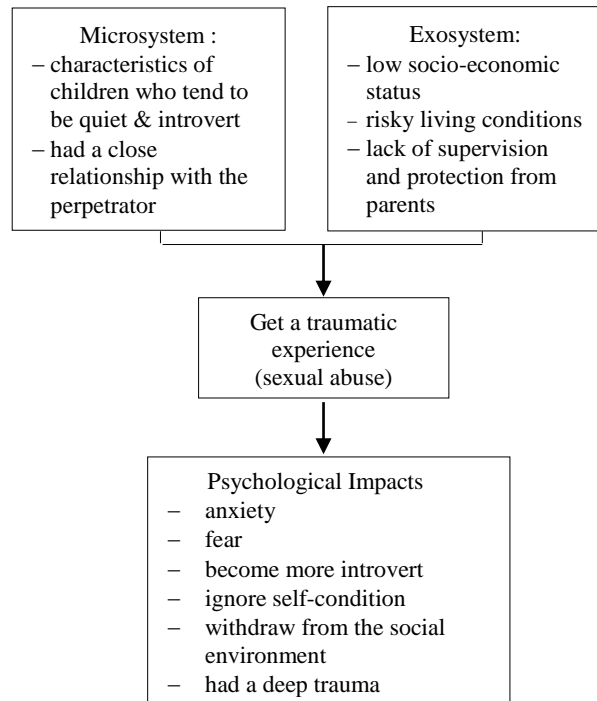 Microsystem :
– characteristics of
children who tend to
be quiet & introvert
– had a close
relationship with the
perpetrator
Exosystem:
– low socio-economic
status
– risky living conditions
– lack of supervision
and protection from
parents
Get a traumatic
experience
(sexual abuse)
Psychological Impacts
– anxiety
– fear
– become more introvert
– ignore self-condition
– withdraw from the social
environment
– had a deep trauma